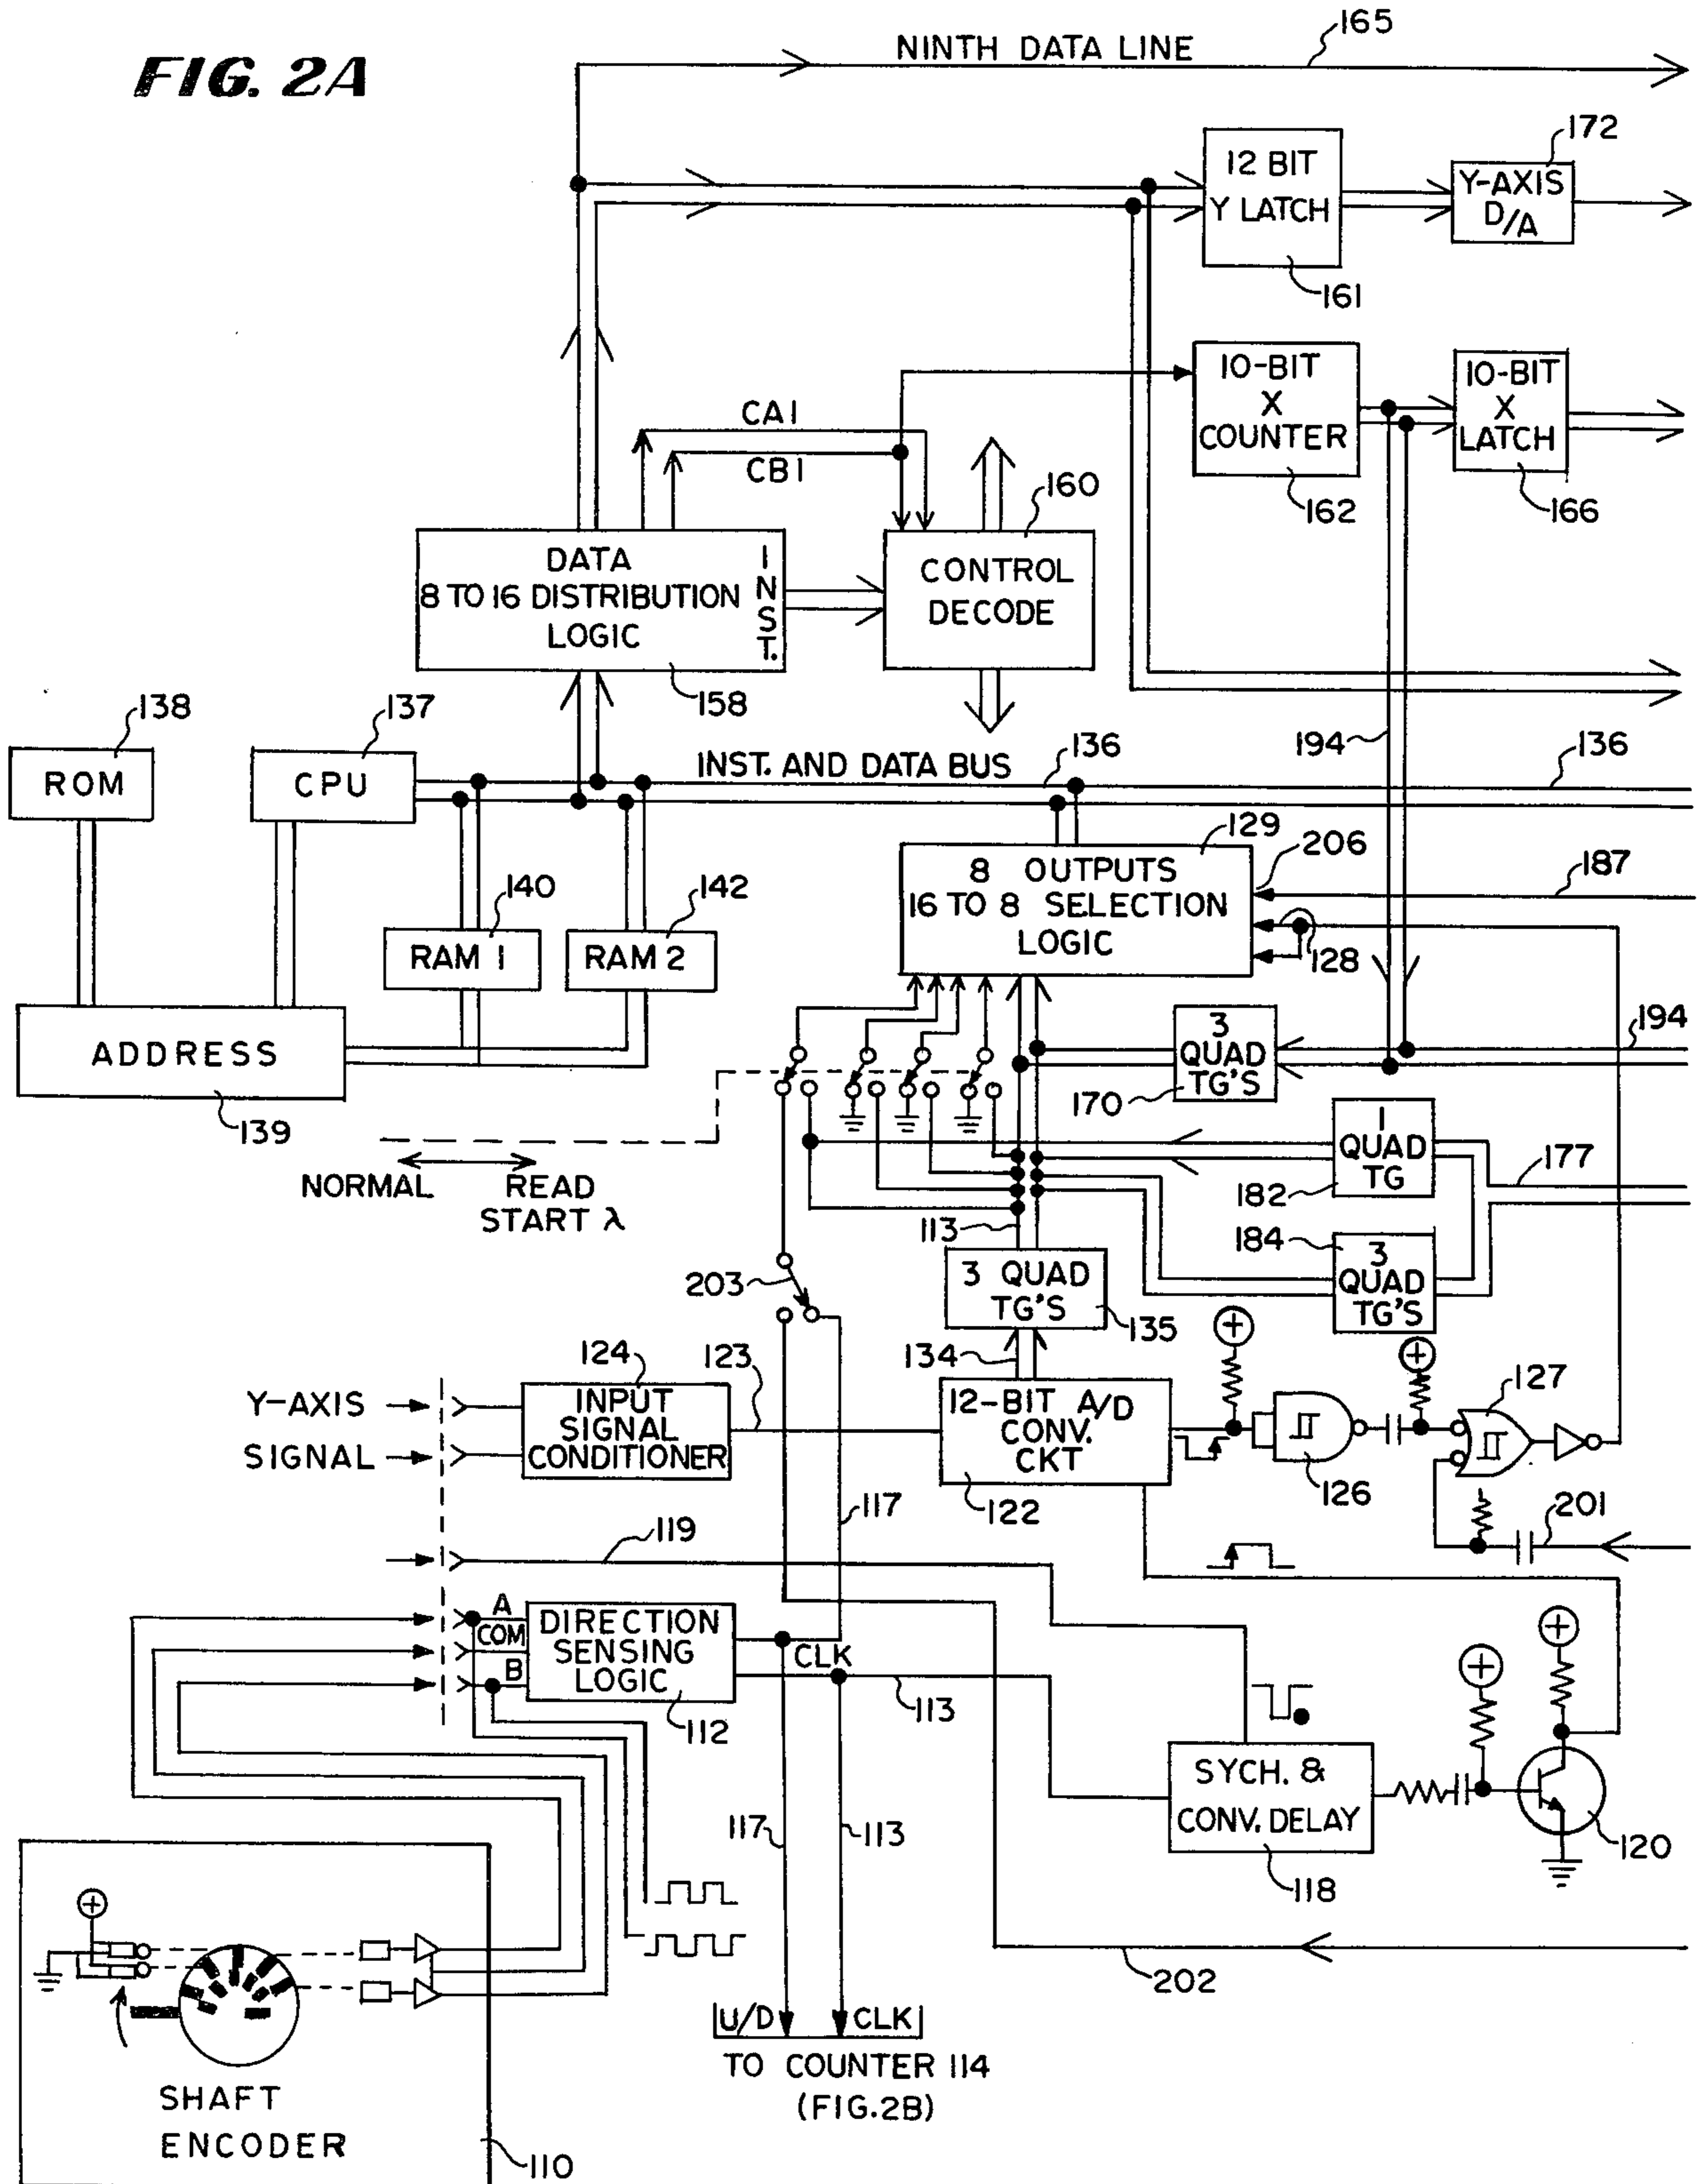 FIG. 2A
NINTH DATA LINE
165
12 BIT
Y LATCH
161
172
Y-AXIS
D/A
10-BIT
X
COUNTER
162
10-BIT
X
LATCH
166
CA1
CB1
160
CONTROL
DECODE
DATA
8 TO 16 DISTRIBUTION
LOGIC
INST.
158
138
ROM
137
CPU
INST. AND DATA BUS
136
194
136
129
206
8 OUTPUTS
16 TO 8 SELECTION
LOGIC
187
128
140
RAM 1
142
RAM 2
ADDRESS
139
3
QUAD
TG'S
170
194
1
QUAD
TG
182
177
NORMAL
READ
START λ
113
184
3
QUAD
TG'S
203
3 QUAD
TG'S
135
134
124
123
Y-AXIS
SIGNAL
INPUT
SIGNAL
CONDITIONER
12-BIT A/D
CONV.
CKT
122
126
127
117
201
119
A
COM
B
DIRECTION
SENSING
LOGIC
112
CLK
113
SYCH. &
CONV. DELAY
118
120
117
113
202
U/D
CLK
TO COUNTER 114
(FIG.2B)
SHAFT
ENCODER
110